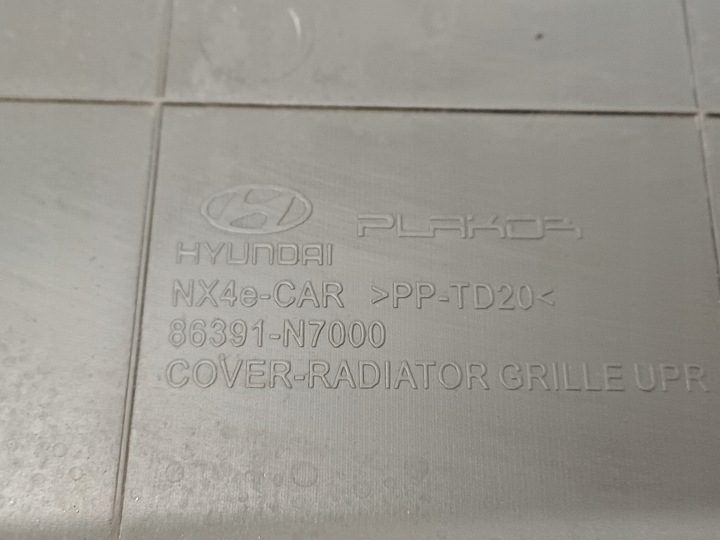 HYUNDAI PLAKOR
NX4e-CAR >PP-TD20<
86391-N7000
COVER-RADIATOR GRILLE UPR